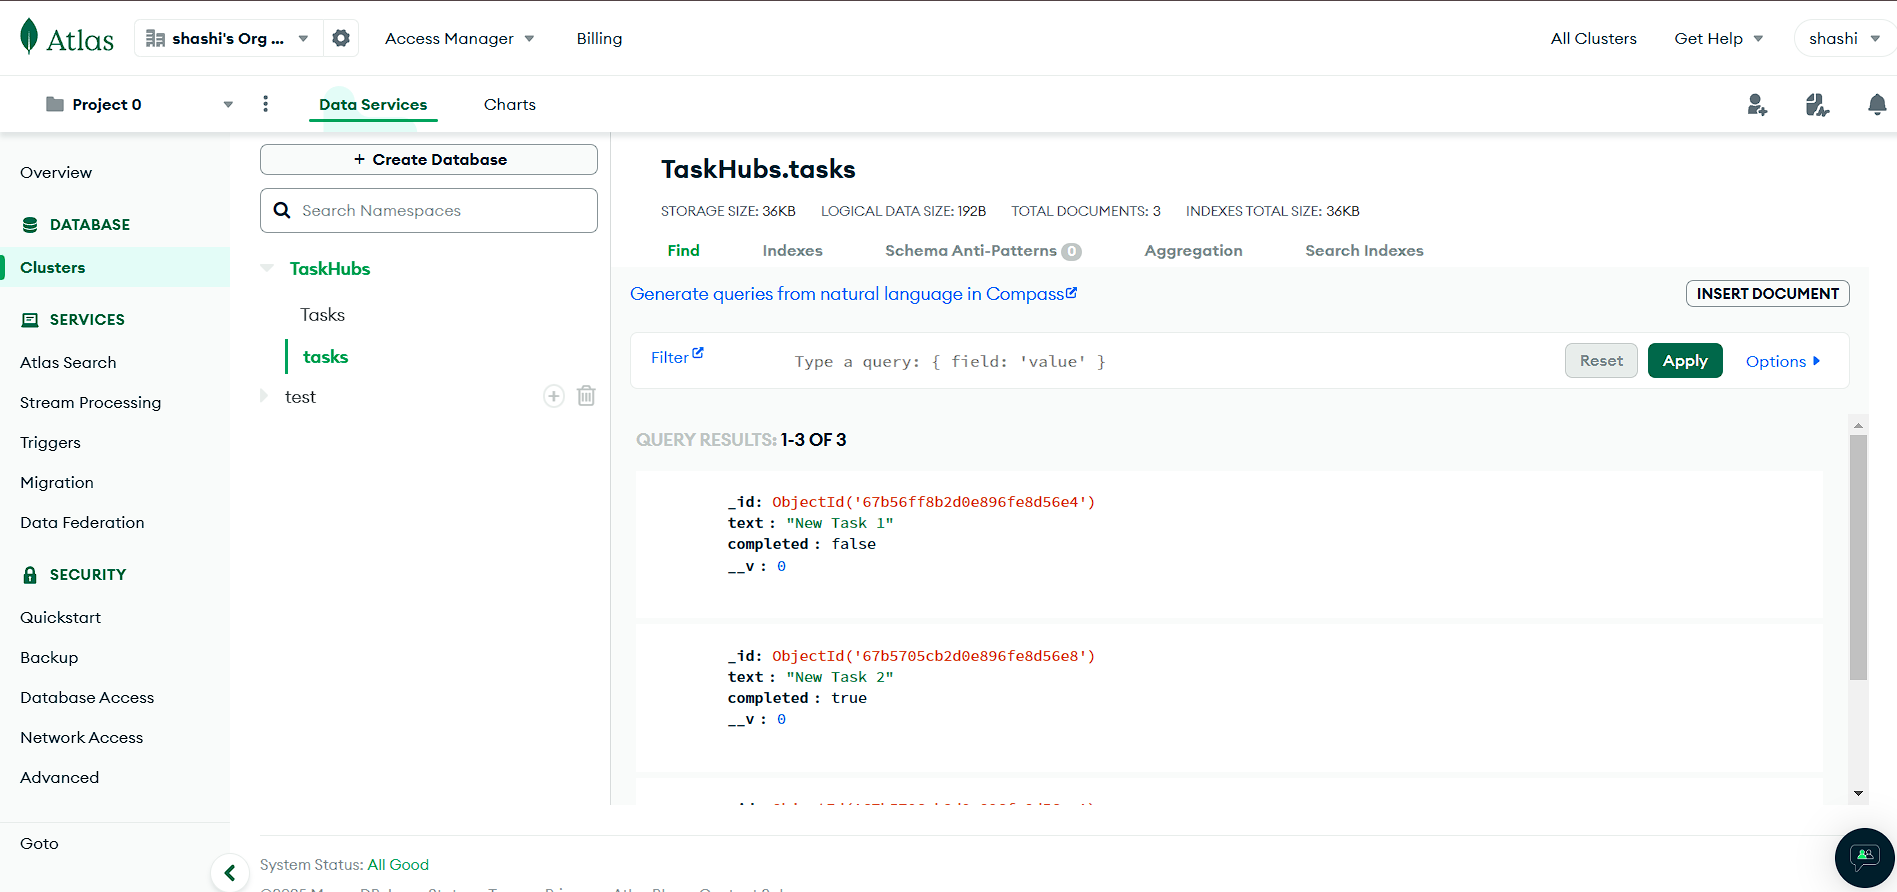 Atlas
shashi's Org ...
Access Manager
Billing
All Clusters
Get Help
shashi
Project 0
Data Services
Charts
Overview
DATABASE
Clusters
SERVICES
Atlas Search
Stream Processing
Triggers
Migration
Data Federation
SECURITY
Quickstart
Backup
Database Access
Network Access
Advanced
Goto
+ Create Database
Search Namespaces
TaskHubs
Tasks
tasks
test
TaskHubs.tasks
STORAGE SIZE: 36KB LOGICAL DATA SIZE: 192B TOTAL DOCUMENTS: 3 INDEXES TOTAL SIZE: 36KB
Find Indexes Schema Anti-Patterns 0 Aggregation Search Indexes
Generate queries from natural language in Compass
INSERT DOCUMENT
Filter
Type a query: { field: 'value' }
Reset
Apply
Options
QUERY RESULTS: 1-3 OF 3
_id: ObjectId('67b56ff8b2d0e896fe8d56e4')
text : "New Task 1"
completed : false
__v : 0
_id: ObjectId('67b5705cb2d0e896fe8d56e8')
text : "New Task 2"
completed : true
__v : 0
System Status: All Good